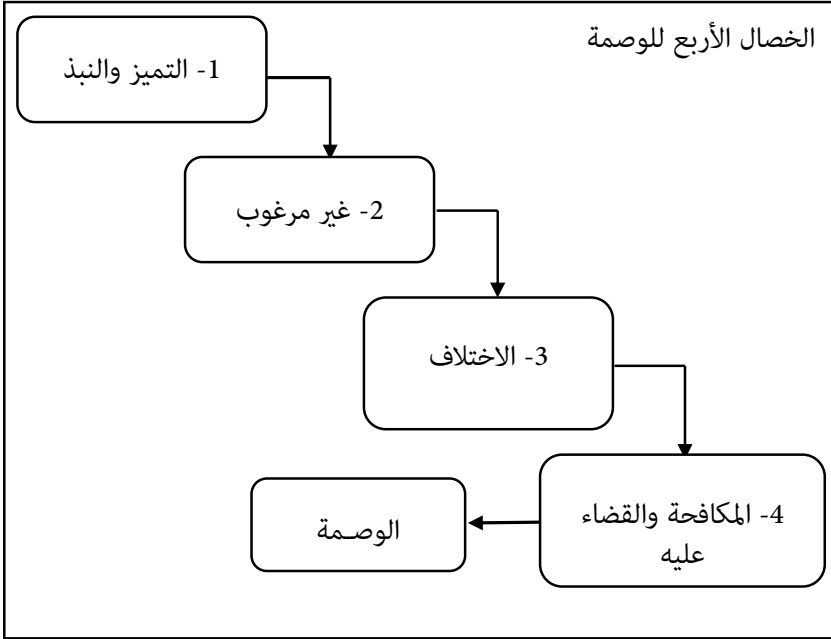 الخصال الأربع للوصمة
1- التميز والنبذ
2- غير مرغوب
3- الاختلاف
4- المكافحة والقضاء
عليه
الوصـمة